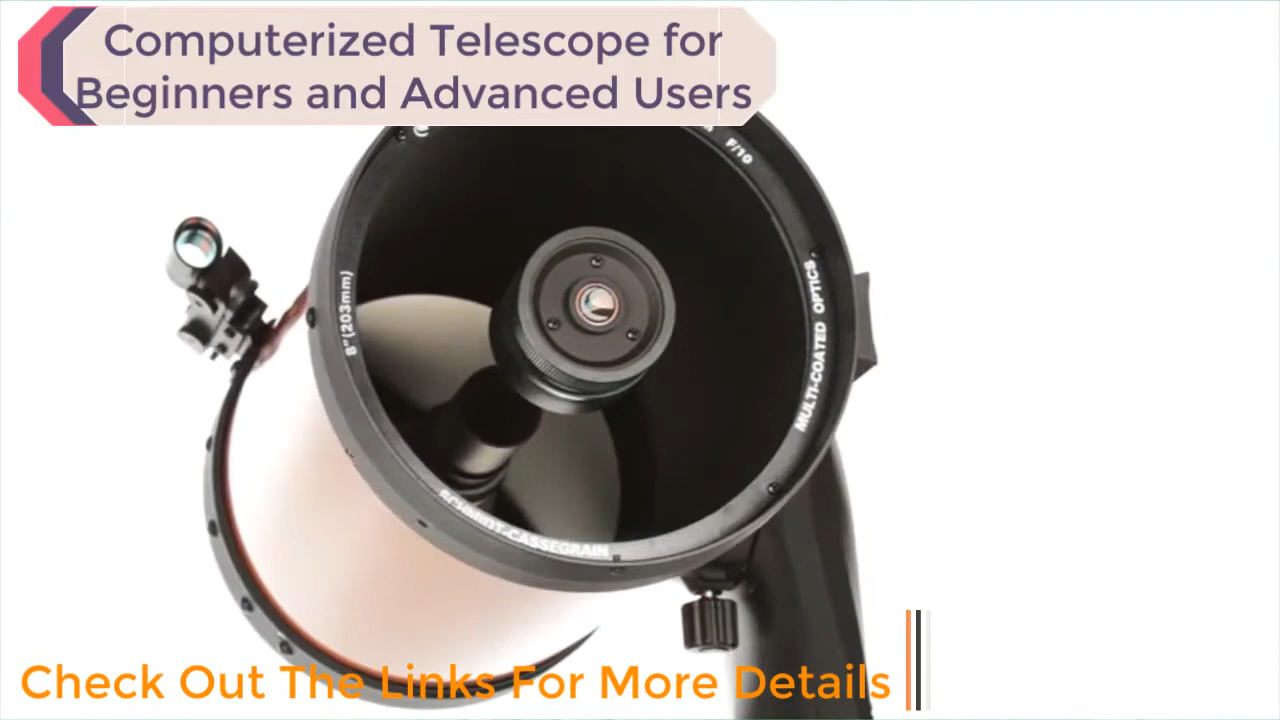 Computerized Telescope for
Beginners and Advanced Users
F/10
8" (203mm)
MULTI-COATED OPTICS
SCHMIDT-CASSEGRAIN
Check Out The Links For More Details